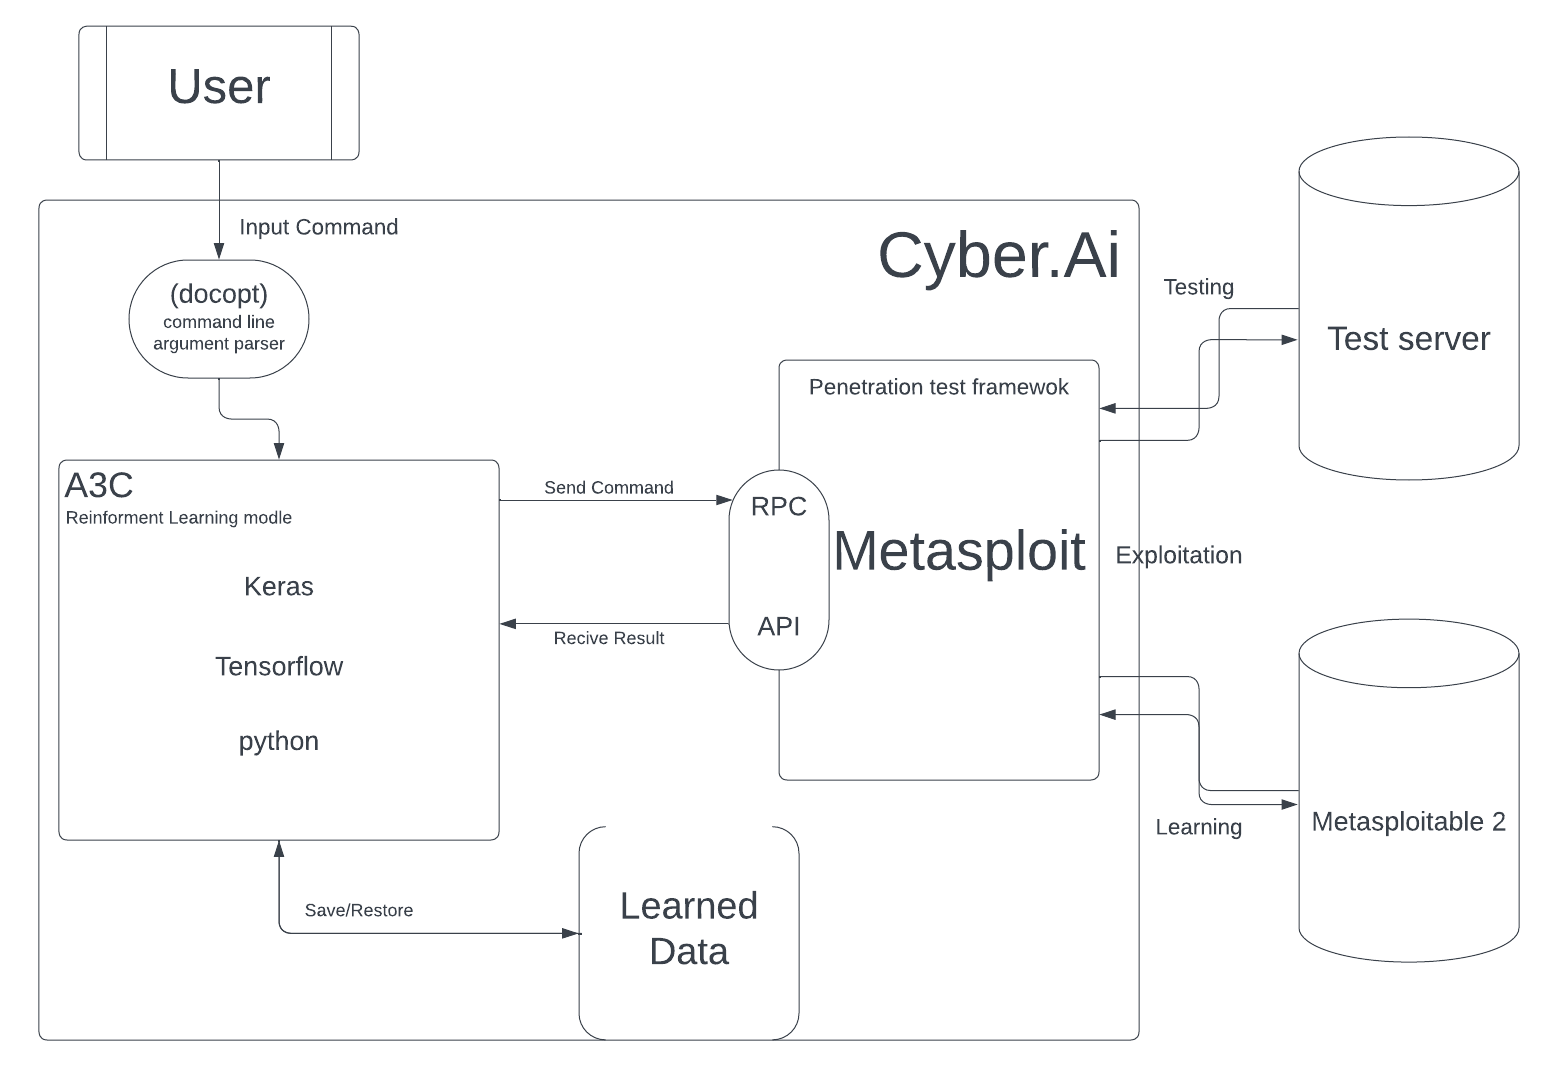 User
Input Command
Cyber.Ai
(docopt)
command line
argument parser
Testing
Test server
Penetration test framewok
A3C
Reinforment Learning modle
Send Command
RPC
Metasploit
Exploitation
Keras
API
Recive Result
Tensorflow
python
Learning
Metasploitable 2
Save/Restore
Learned
Data